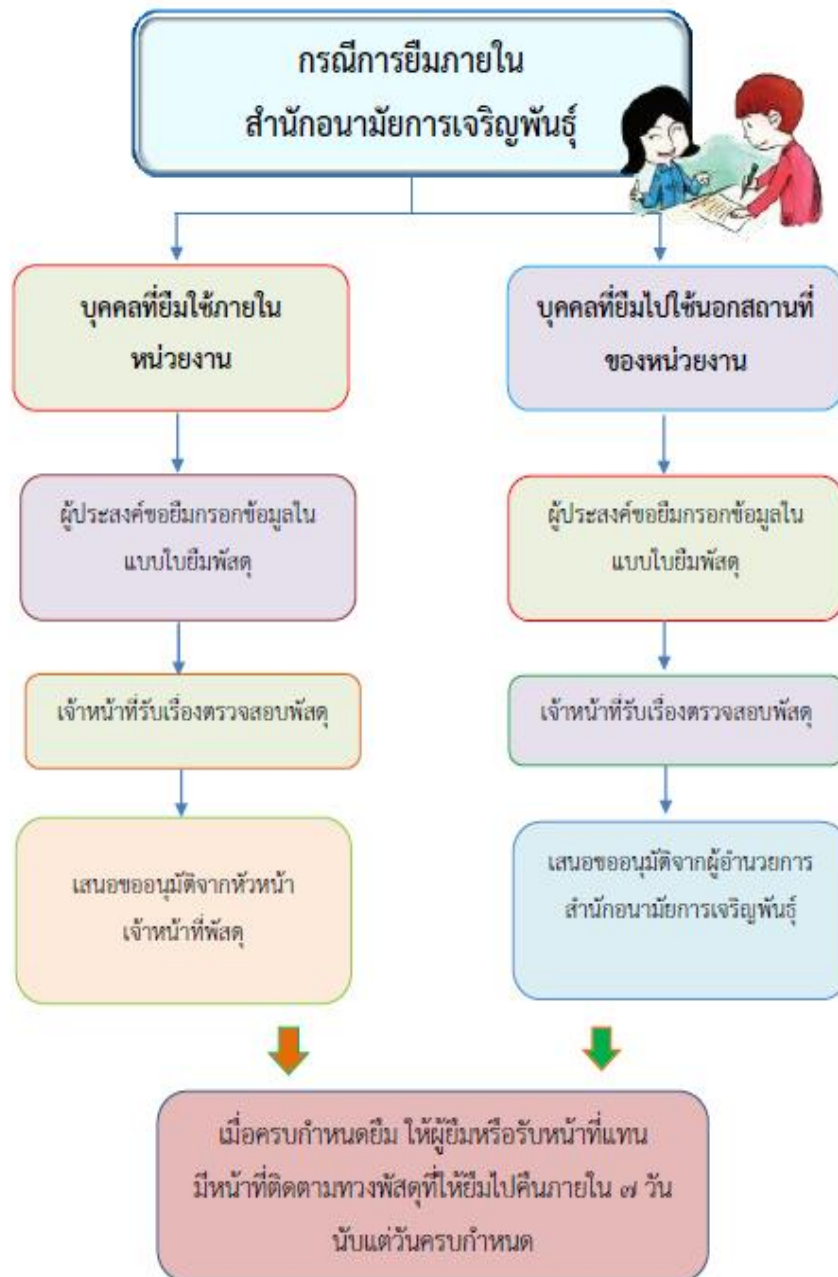 กรณีการยืมภายใน
สำนักอนามัยการเจริญพันธุ์
บุคคลที่ยืมใช้ภายใน
หน่วยงาน
ผู้ประสงค์ขอยืมกรอกข้อมูลใน
แบบใบยืมพัสดุ
เจ้าหน้าที่รับเรื่องตรวจสอบพัสดุ
เสนอขออนุมัติจากหัวหน้า
เจ้าหน้าที่พัสดุ
บุคคลที่ยืมไปใช้นอกสถานที่
ของหน่วยงาน
ผู้ประสงค์ขอยืมกรอกข้อมูลใน
แบบใบยืมพัสดุ
เจ้าหน้าที่รับเรื่องตรวจสอบพัสดุ
เสนอขออนุมัติจากผู้อำนวยการ
สำนักอนามัยการเจริญพันธุ์
เมื่อครบกำหนดยืม ให้ผู้ยืมหรือรับหน้าที่แทน
มีหน้าที่ติดตามทวงพัสดุที่ให้ยืมไปคืนภายใน ๗ วัน
นับแต่วันครบกำหนด